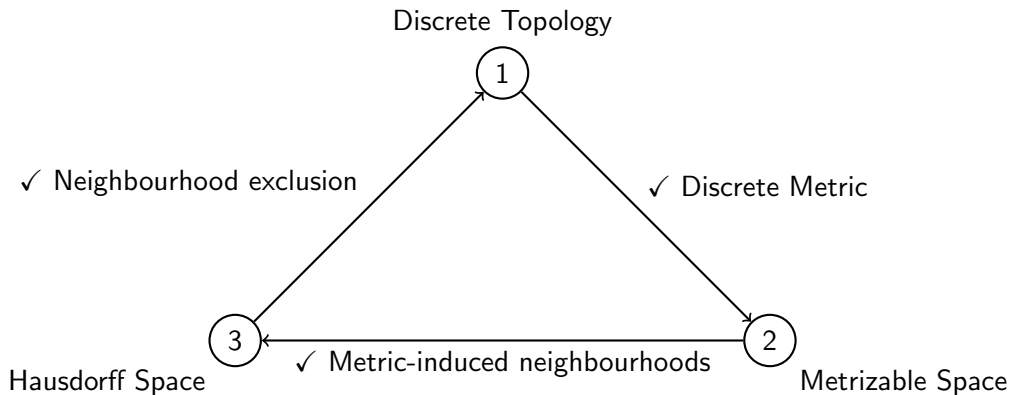 Discrete Topology
1
✓ Neighbourhood exclusion
✓ Discrete Metric
3
2
✓ Metric-induced neighbourhoods
Hausdorff Space
Metrizable Space